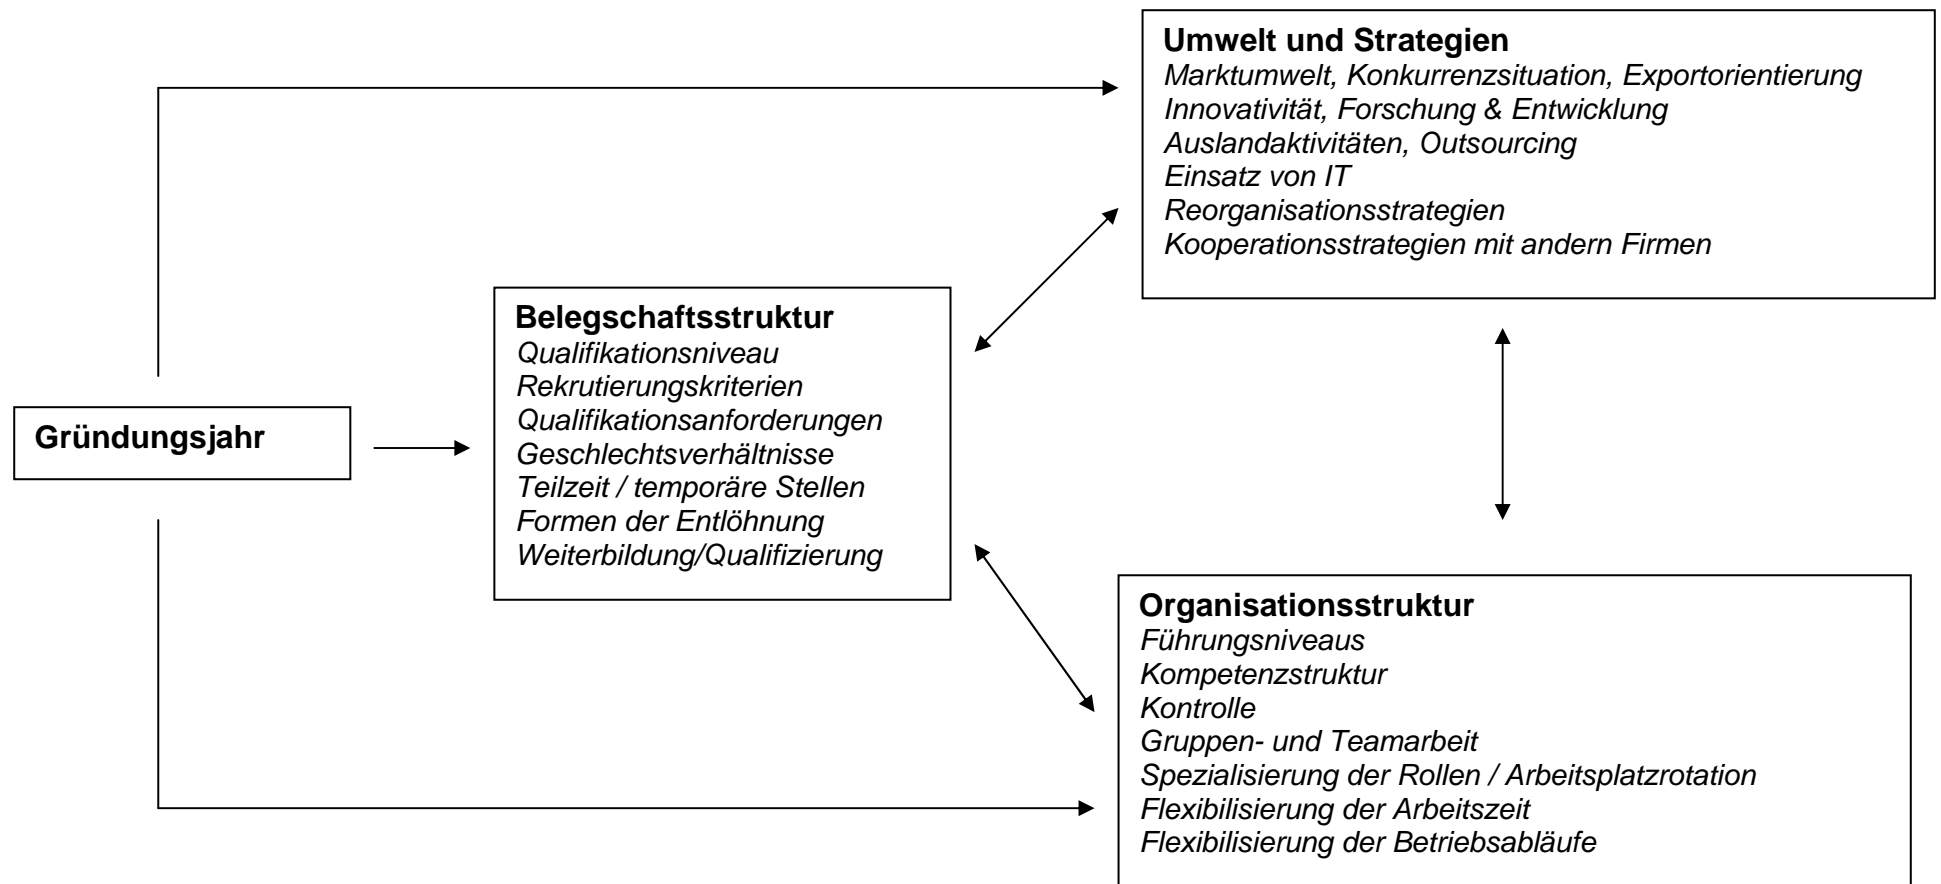 Umwelt und Strategien
Marktumwelt, Konkurrenzsituation, Exportorientierung
Innovativität, Forschung & Entwicklung
Auslandaktivitäten, Outsourcing
Einsatz von IT
Reorganisationsstrategien
Kooperationsstrategien mit andern Firmen
Belegschaftsstruktur
Qualifikationsniveau
Rekrutierungskriterien
Qualifikationsanforderungen
Geschlechtsverhältnisse
Teilzeit / temporäre Stellen
Formen der Entlöhnung
Weiterbildung/Qualifizierung
Gründungsjahr
Organisationsstruktur
Führungsniveaus
Kompetenzstruktur
Kontrolle
Gruppen- und Teamarbeit
Spezialisierung der Rollen / Arbeitsplatzrotation
Flexibilisierung der Arbeitszeit
Flexibilisierung der Betriebsabläufe